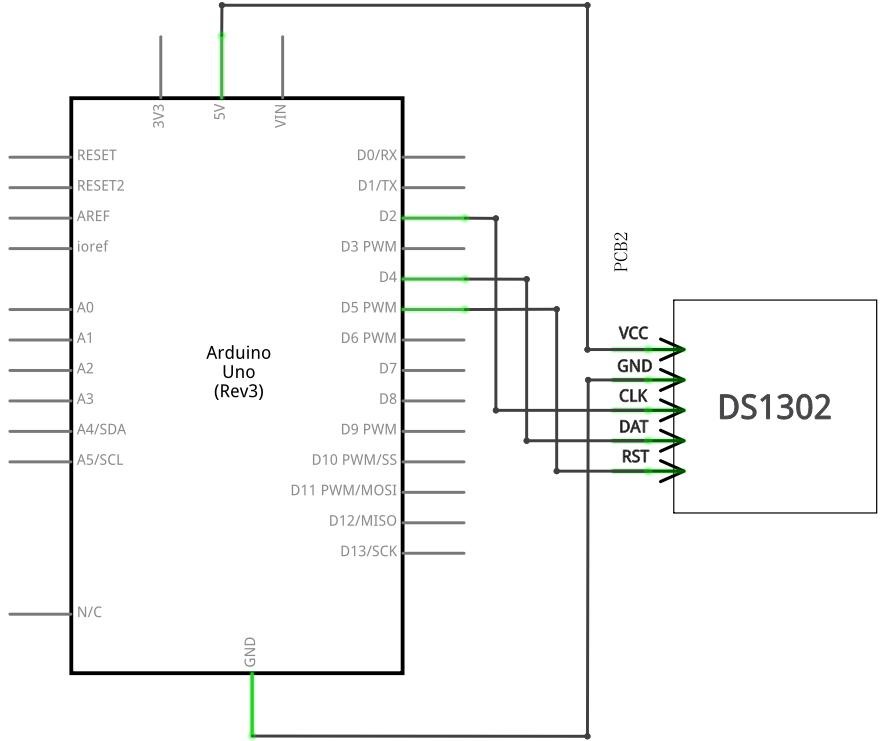 3V3
5V
VIN
RESET
RESET2
AREF
ioref
A0
A1
A2
A3
A4/SDA
A5/SCL
N/C
Arduino
Uno
(Rev3)
D0/RX
D1/TX
D2
D3 PWM
D4
D5 PWM
D6 PWM
D7
D8
D9 PWM
D10 PWM/SS
D11 PWM/MOSI
D12/MISO
D13/SCK
GND
PCB2
VCC
GND
CLK
DAT
RST
DS1302